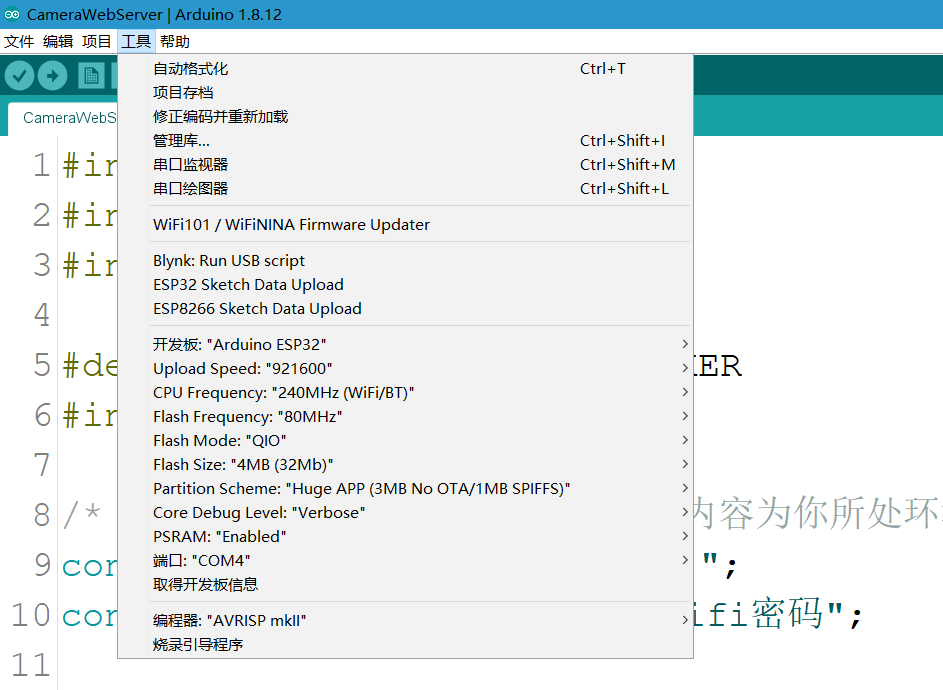 CameraWebServer | Arduino 1.8.12
文件 编辑 项目 工具 帮助
自动格式化 Ctrl+T
项目存档
修正编码并重新加载
管理库... Ctrl+Shift+I
串口监视器 Ctrl+Shift+M
串口绘图器 Ctrl+Shift+L
WiFi101 / WiFiNINA Firmware Updater
Blynk: Run USB script
ESP32 Sketch Data Upload
ESP8266 Sketch Data Upload
开发板: "Arduino ESP32"
Upload Speed: "921600"
CPU Frequency: "240MHz (WiFi/BT)"
Flash Frequency: "80MHz"
Flash Mode: "QIO"
Flash Size: "4MB (32Mb)"
Partition Scheme: "Huge APP (3MB No OTA/1MB SPIFFS)"
Core Debug Level: "Verbose"
PSRAM: "Enabled"
端口: "COM4"
取得开发板信息
编程器: "AVRISP mkII"
烧录引导程序
CameraWebS
1 #in
2 #in
3 #in
4
5 #de ER
6 #in
7
8 /* 内容为你所处环
9 con ";
10 con ifi密码";
11